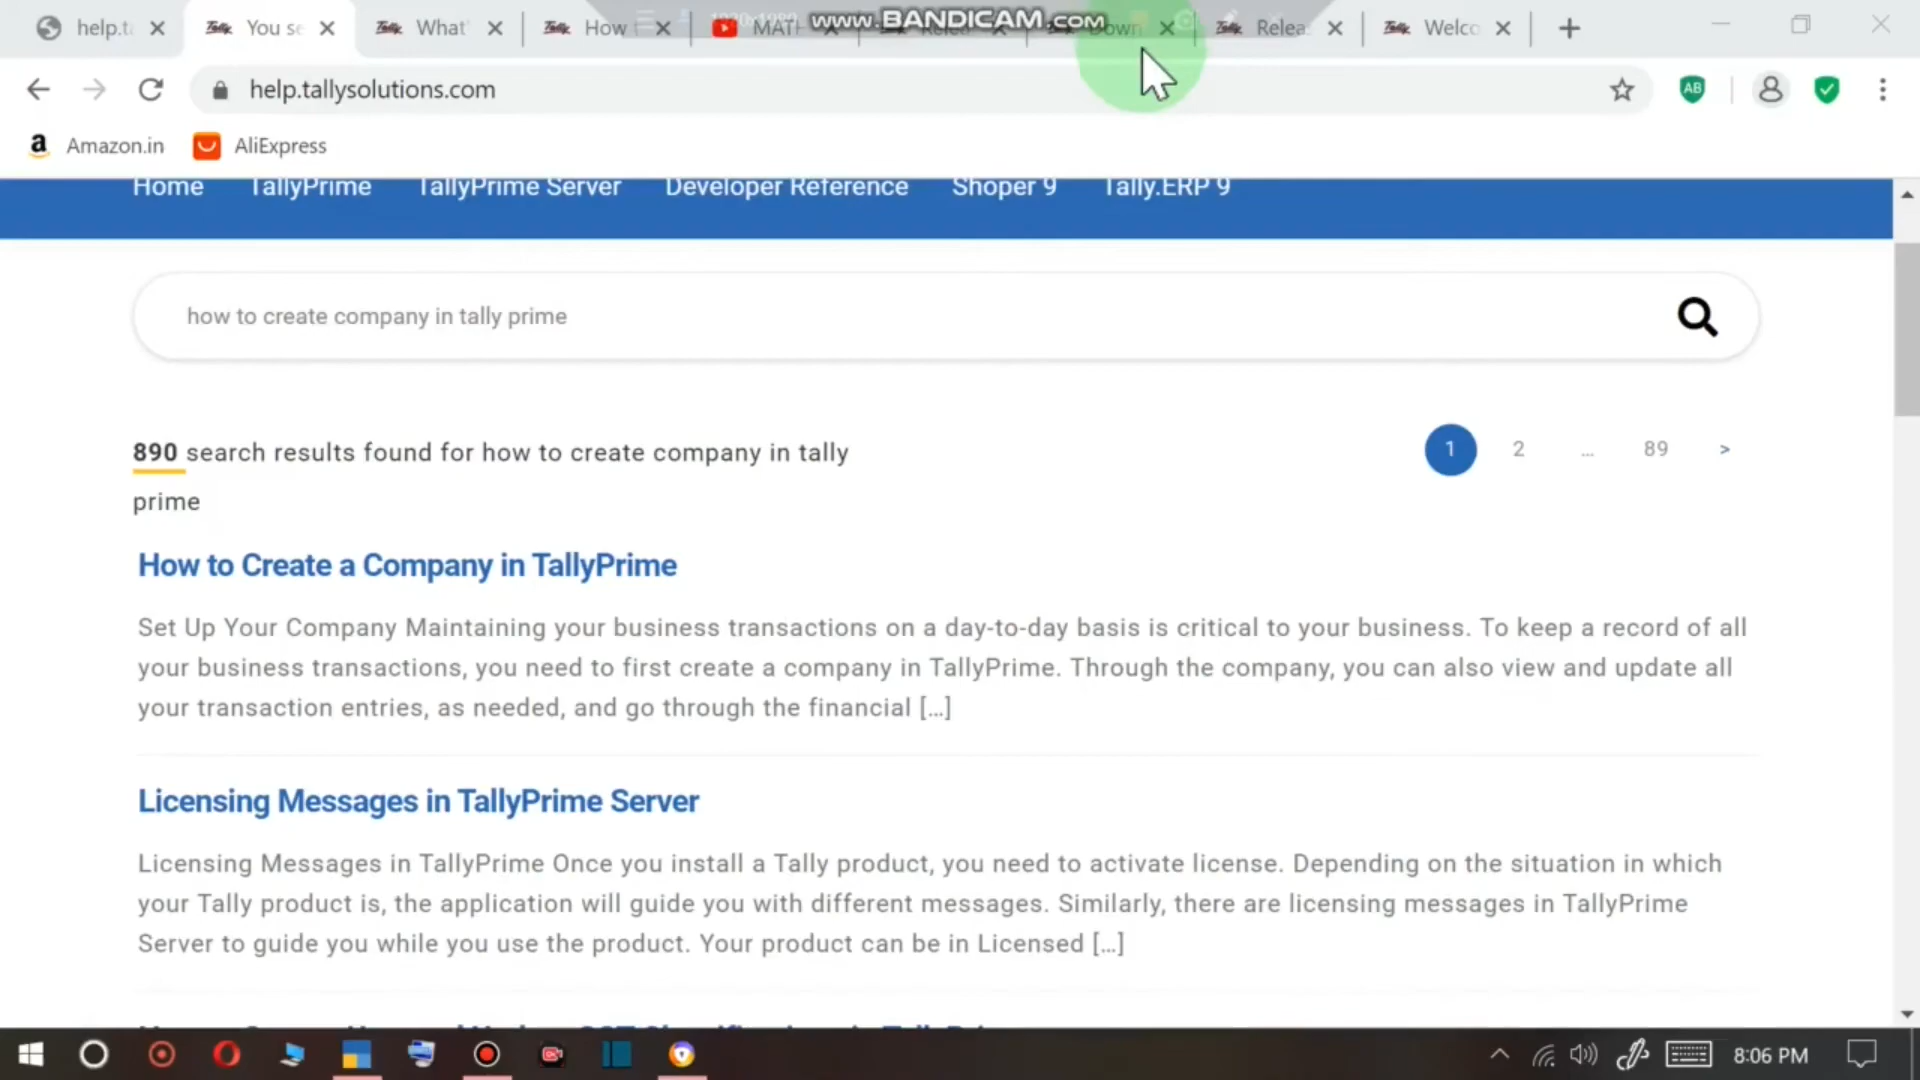 help.t
You se
What'
How
MATH
www.BANDICAM.com
Down
Relea
Welco
help.tallysolutions.com
AB
a Amazon.in
AliExpress
Home TallyPrime TallyPrime Server Developer Reference Shoper 9 Tally.ERP 9
how to create company in tally prime
890 search results found for how to create company in tally
prime
1 2 ... 89 >
How to Create a Company in TallyPrime
Set Up Your Company Maintaining your business transactions on a day-to-day basis is critical to your business. To keep a record of all
your business transactions, you need to first create a company in TallyPrime. Through the company, you can also view and update all
your transaction entries, as needed, and go through the financial [...]
Licensing Messages in TallyPrime Server
Licensing Messages in TallyPrime Once you install a Tally product, you need to activate license. Depending on the situation in which
your Tally product is, the application will guide you with different messages. Similarly, there are licensing messages in TallyPrime
Server to guide you while you use the product. Your product can be in Licensed [...]
8:06 PM